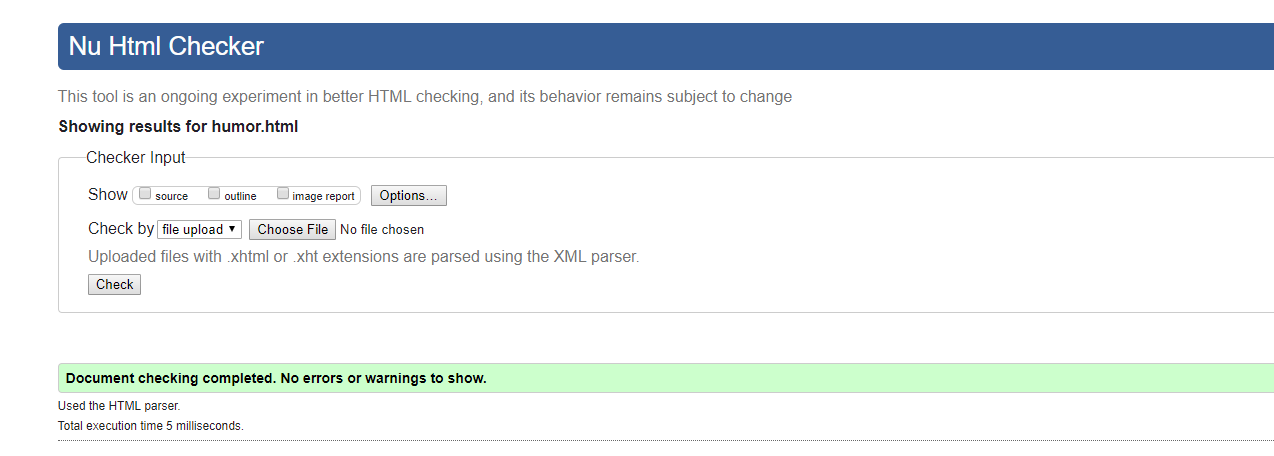 Nu Html Checker
This tool is an ongoing experiment in better HTML checking, and its behavior remains subject to change
Showing results for humor.html
Checker Input
Show source outline image report Options...
Check by file upload Choose File No file chosen
Uploaded files with .xhtml or .xht extensions are parsed using the XML parser.
Check
Document checking completed. No errors or warnings to show.
Used the HTML parser.
Total execution time 5 milliseconds.